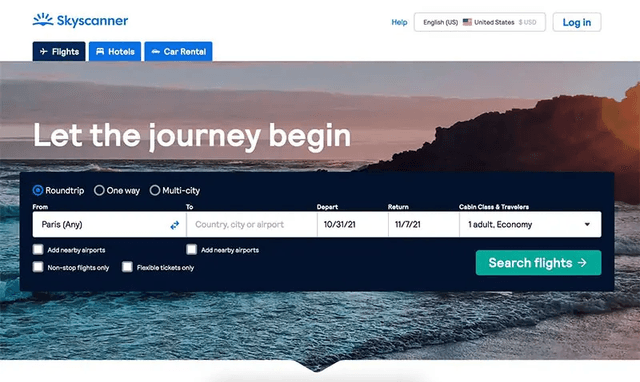 Skyscanner
Help
English (US) United States $ USD
Log in
Flights
Hotels
Car Rental
Let the journey begin
Roundtrip One way Multi-city
From To Depart Return Cabin Class & Travelers
Paris (Any) Country, city or airport 10/31/21 11/7/21 1 adult, Economy
Add nearby airports Add nearby airports
Non-stop flights only Flexible tickets only
Search flights →